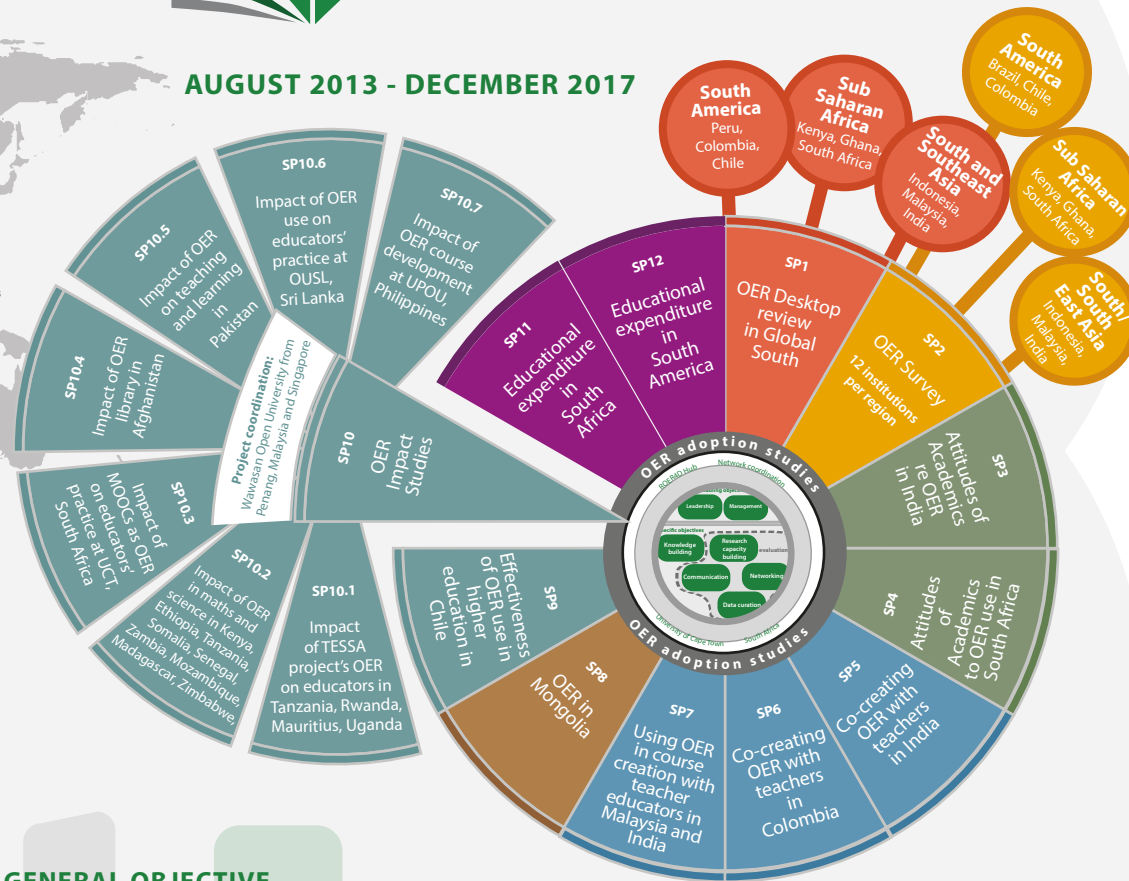 AUGUST 2013 - DECEMBER 2017
South
America
Peru,
Colombia,
Chile
Sub
Saharan
Africa
Kenya, Ghana,
South Africa
South and
Southeast
Asia
Indonesia,
Malaysia,
India
South
America
Brazil, Chile,
Colombia
Sub Saharan
Africa
Kenya, Ghana,
South Africa
South/
South
East Asia
Indonesia,
Malaysia,
India
SP1
OER Desktop
review
in Global
South
SP2
OER Survey
12 institutions
per region
SP3
Attitudes of
Academics
re OER
in India
SP4
Attitudes
of
Academics
to OER use in
South Africa
SP5
Co-creating
OER with
teachers
in India
SP6
Co-creating
OER with
teachers
in
Colombia
SP7
Using OER
in course
creation with
teacher
educators in
Malaysia and
India
SP8
OER in
Mongolia
SP9
Effectiveness
of OER use in
higher
education in
Chile
SP10
OER
Impact
Studies
Project coordination:
Wawasan Open University from
Penang, Malaysia and Singapore
SP10.1
Impact
of TESSA
project's OER
on educators in
Tanzania, Rwanda,
Mauritius, Uganda
SP10.2
Impact of OER
in maths and
science in Kenya,
Ethiopia, Tanzania,
Somalia, Senegal,
Zambia, Mozambique,
Madagascar, Zimbabwe,
SP10.3
Impact of
MOOCs as OER
on educators'
practice at UCT,
South Africa
SP10.4
Impact of OER
library in
Afghanistan
SP10.5
Impact of OER
on teaching
and learning
in
Pakistan
SP10.6
Impact of OER
use on
educators'
practice at
OUSL,
Sri Lanka
SP10.7
Impact of
OER course
development
at UPOU,
Philippines
SP11
Educational
expenditure
in
South
Africa
SP12
Educational
expenditure
in
South
America
OER adoption studies
ROER4D Hub
Network coordination
Leadership
Management
Knowledge
building
Research
capacity
building
evaluation
Communication
Networking
Data curation
University of Cape Town
South Africa
OER adoption studies
GENERAL OBJECTIVE